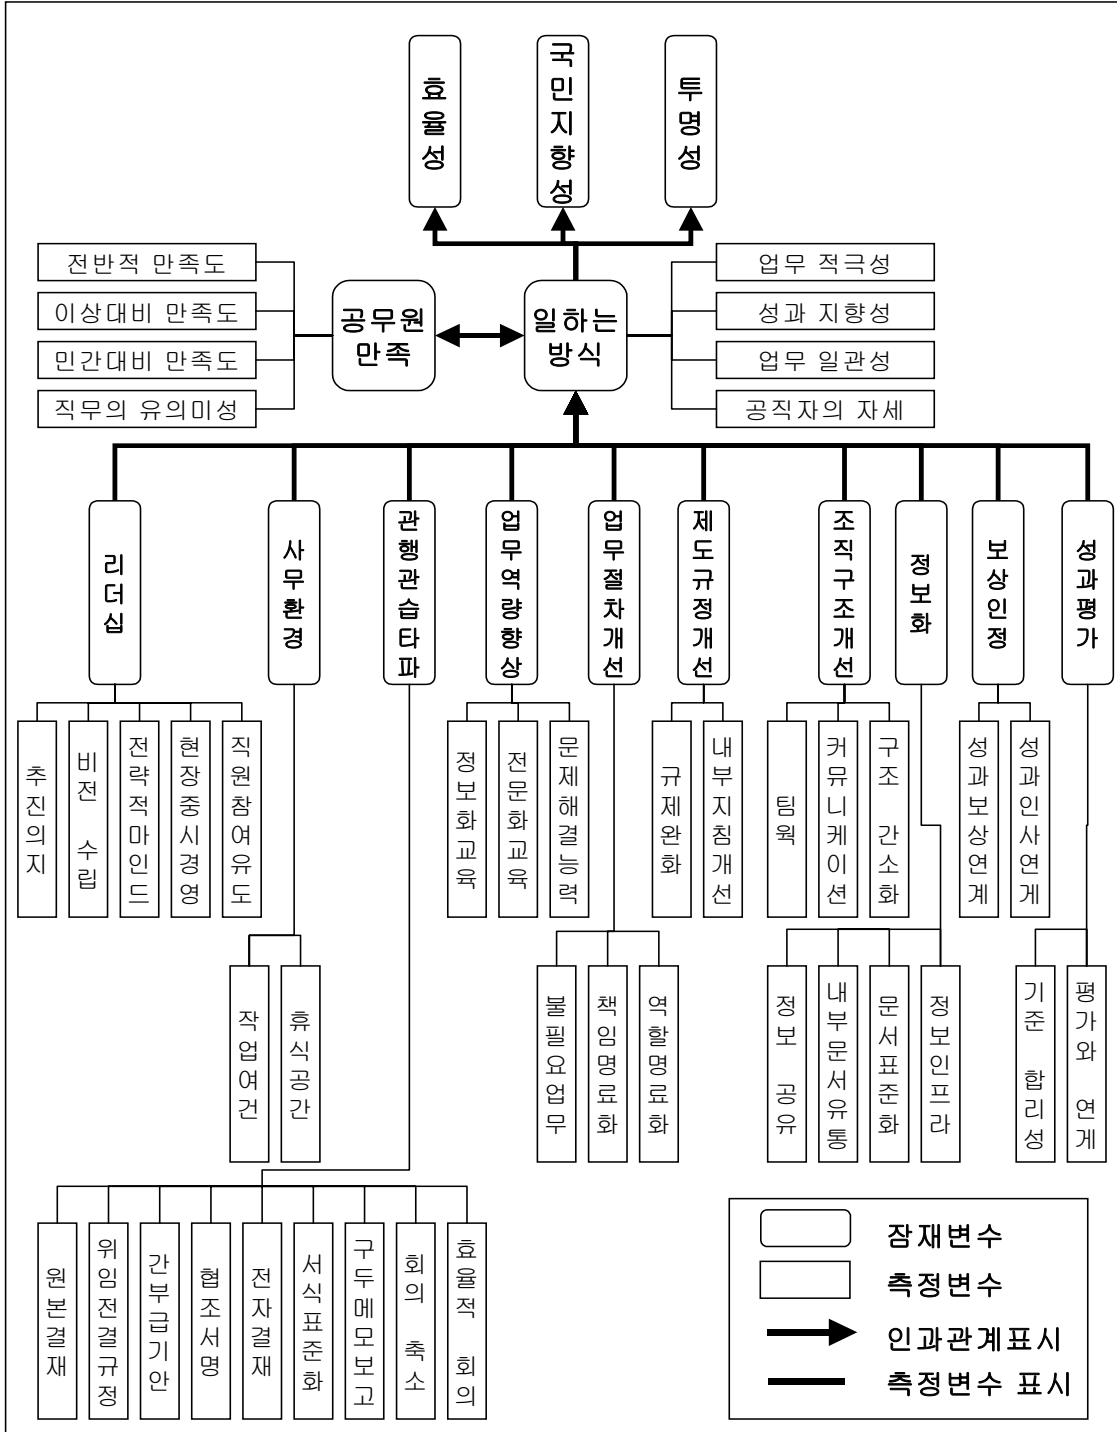 효율성
국민지향성
투명성
전반적 만족도
이상대비 만족도
민간대비 만족도
직무의 유의미성
공무원
만족
일하는
방식
업무 적극성
성과 지향성
업무 일관성
공직자의 자세
리더십
사무환경
관행관습타파
업무역량향상
업무절차개선
제도규정개선
조직구조개선
정보화
보상인정
성과평가
추진의지
비전 수립
전략적마인드
현장중시경영
직원참여유도
정보화교육
전문화교육
문제해결능력
규제완화
내부지침개선
팀웍
커뮤니케이션
구조 간소화
성과보상연계
성과인사연게
작업여건
휴식공간
불필요업무
책임명료화
역할명료화
정보 공유
내부문서유통
문서표준화
정보인프라
기준 합리성
평가와 연게
원본결재
위임전결규정
간부급기안
협조서명
전자결재
서식표준화
구두메모보고
회의 축소
효율적 회의
잠재변수
측정변수
인과관계표시
측정변수 표시